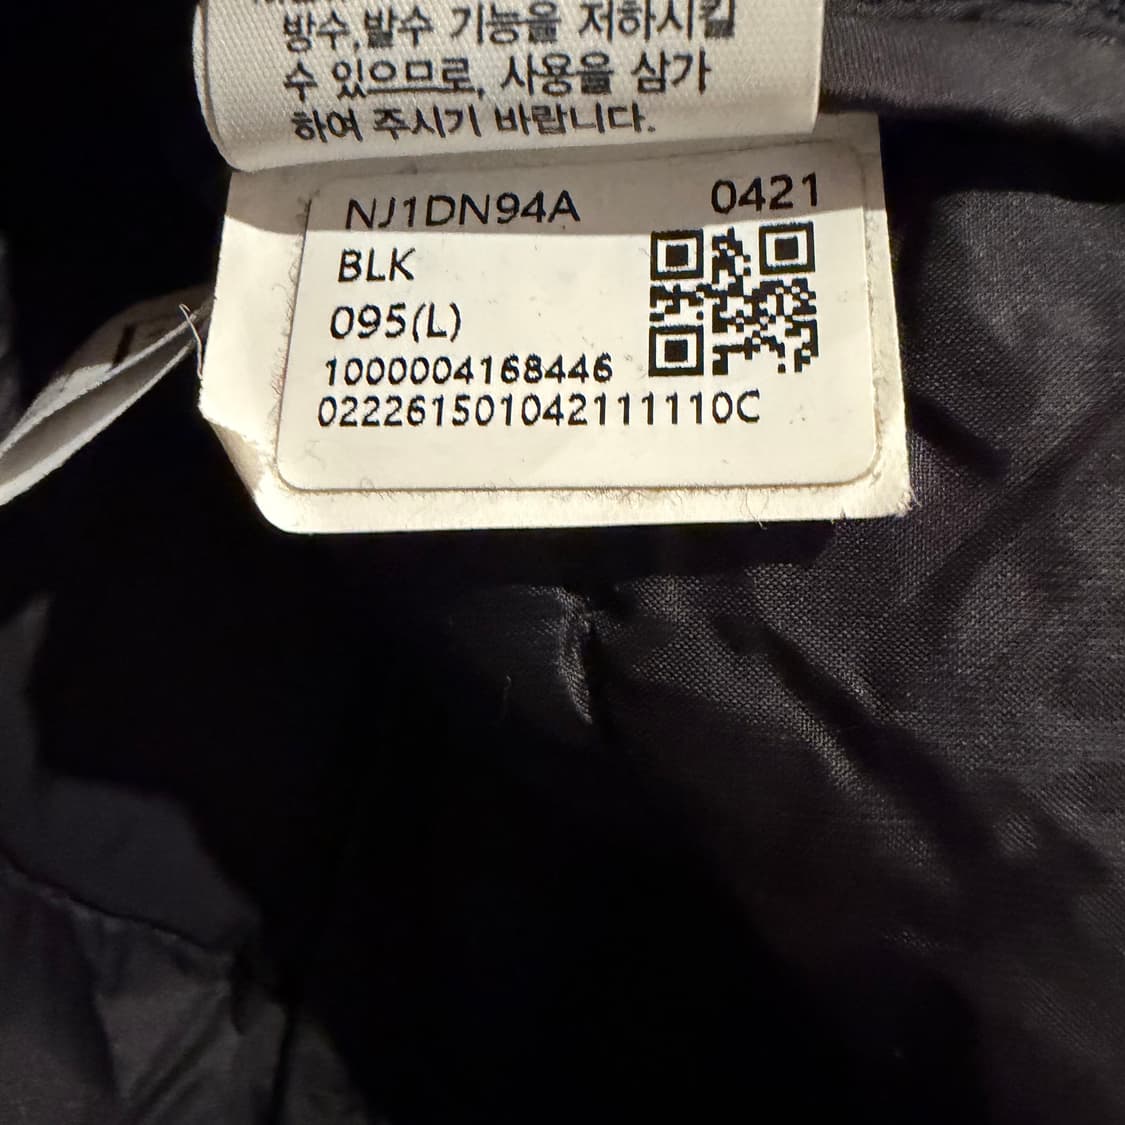 방수,발수 기능을 저하시킬
수 있으므로, 사용을 삼가
하여 주시기 바랍니다.
NJ1DN94A 0421
BLK
095(L)
1000004168446
022261501042111110C